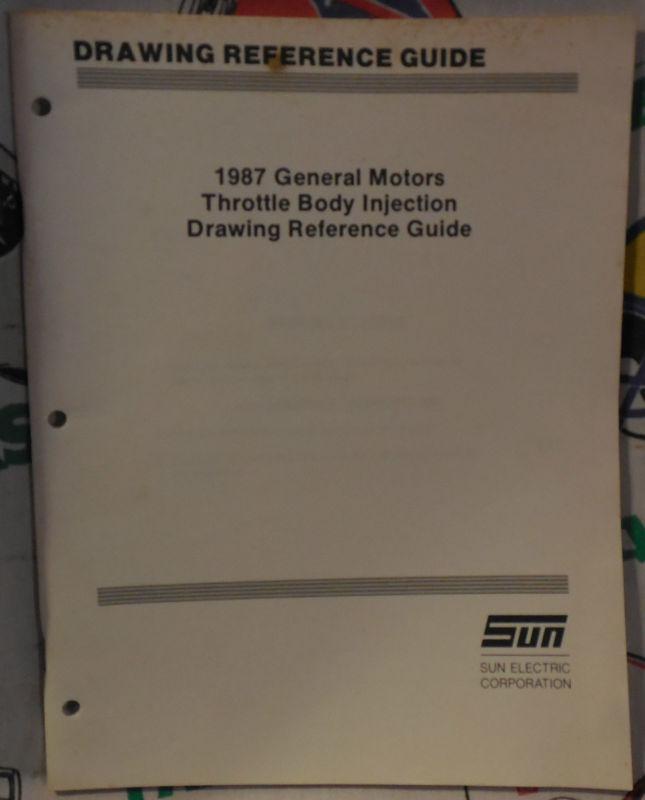 DRAWING REFERENCE GUIDE
1987 General Motors
Throttle Body Injection
Drawing Reference Guide
Sun
SUN ELECTRIC
CORPORATION